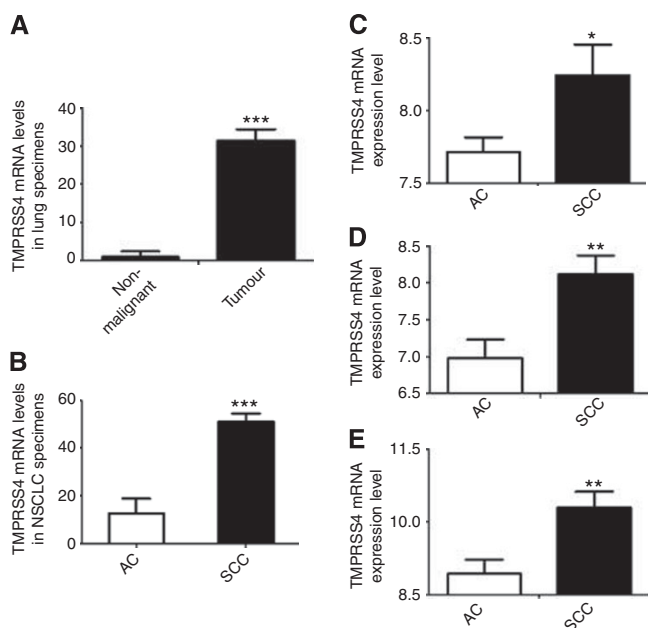 A
TMPRSS4 mRNA levels
in lung specimens
40
30
20
10
0
***
Non-
malignant
Tumour
B
TMPRSS4 mRNA levels
in NSCLC specimens
60
40
20
0
***
AC
SCC
C
TMPRSS4 mRNA
expression level
8.5
8.0
7.5
*
AC
SCC
D
TMPRSS4 mRNA
expression level
8.5
8.0
7.5
7.0
6.5
**
AC
SCC
E
TMPRSS4 mRNA
expression level
11.5
10.0
8.5
**
AC
SCC